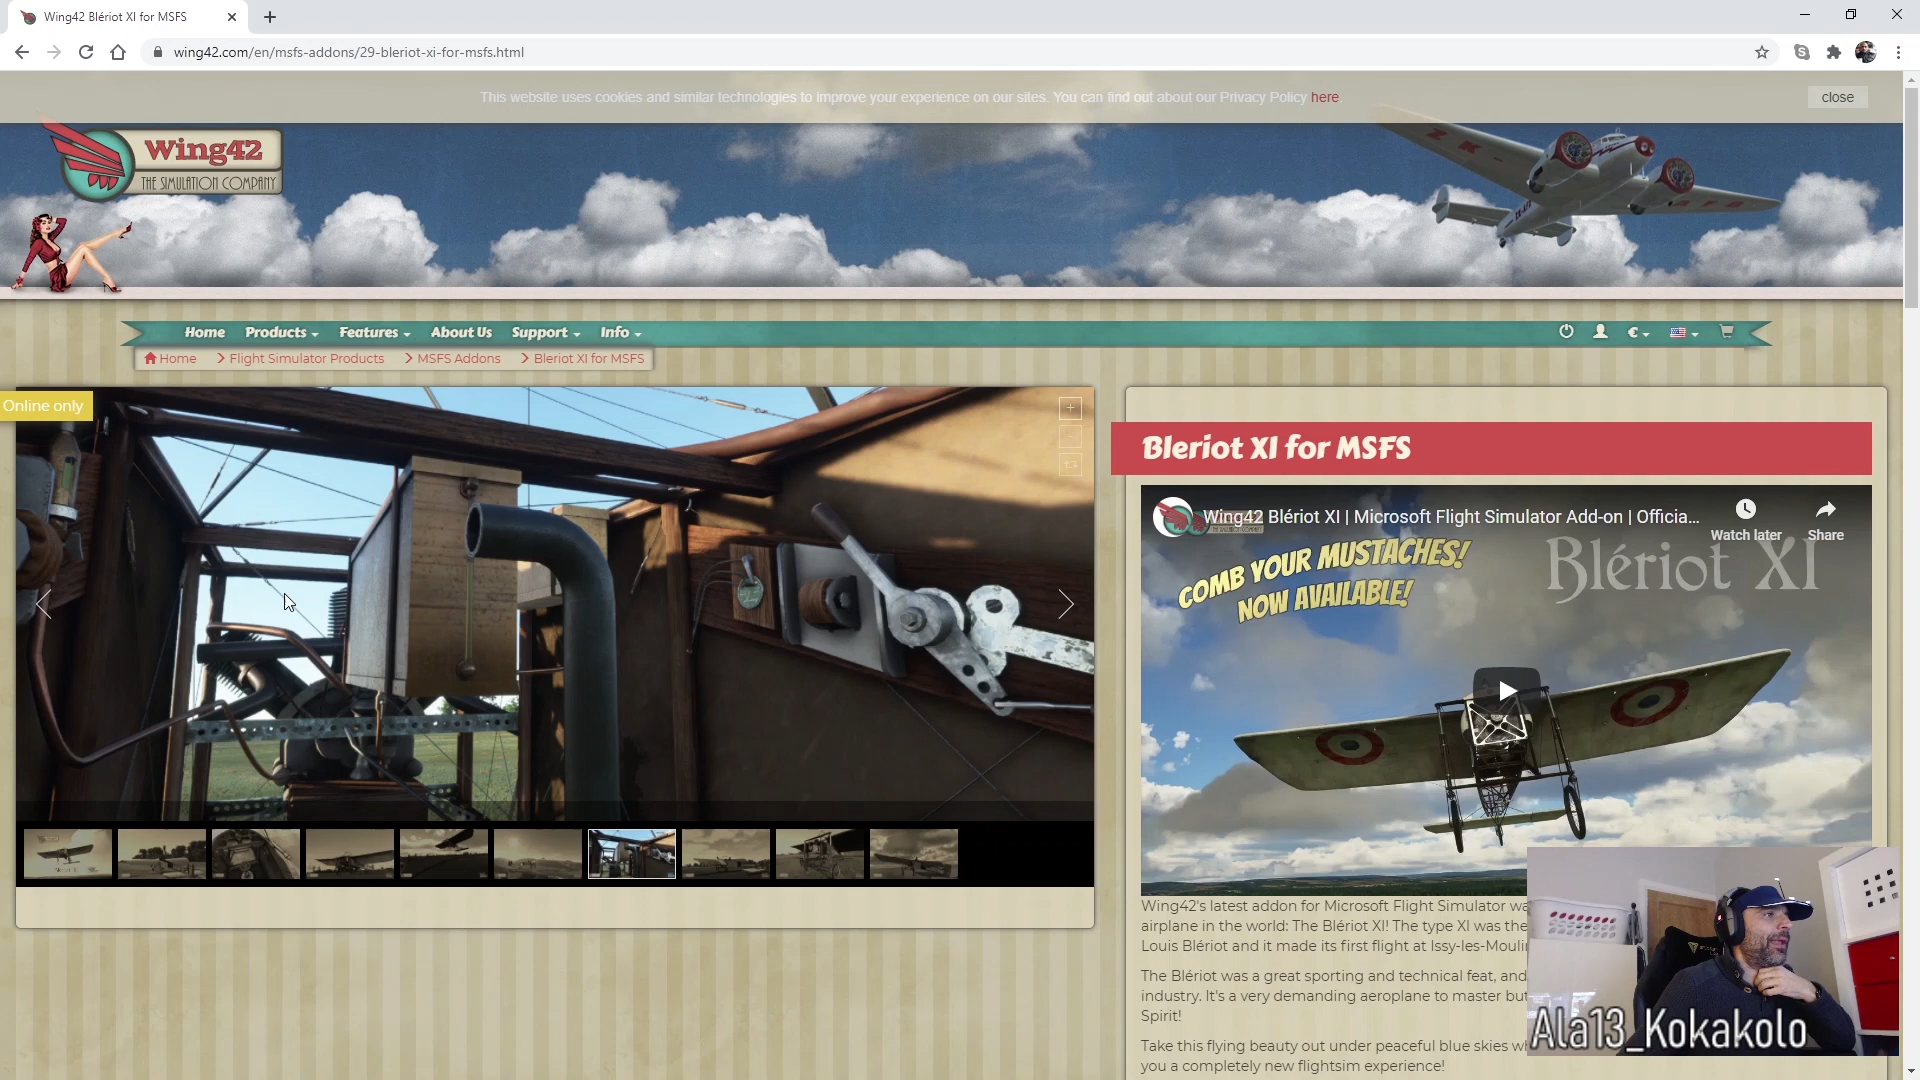 Wing42 Blériot XI for MSFS
wing42.com/en/msfs-addons/29-bleriot-xi-for-msfs.html
This website uses cookies and similar technologies to improve your experience on our sites. You can find out about our Privacy Policy here
close
Wing42
THE SIMULATION COMPANY
ZK-
Home
Products
Features
About Us
Support
Info
€
Home
Flight Simulator Products
MSFS Addons
Bleriot XI for MSFS
Online only
Bleriot XI for MSFS
Wing42 Blériot XI | Microsoft Flight Simulator Add-on | Officia...
Watch later
Share
COMB YOUR MUSTACHES!
NOW AVAILABLE!
Blériot XI
Wing42's latest addon for Microsoft Flight Simulator
airplane in the world: The Blériot XI! The type XI was the
Louis Blériot and it made its first flight at
The Blériot was a great sporting and technical feat, and
industry. It's a very demanding aeroplane to master but
Spirit!
Take this flying beauty out under peaceful blue skies
you a completely new flightsim experience!
Ala13_Kokakolo